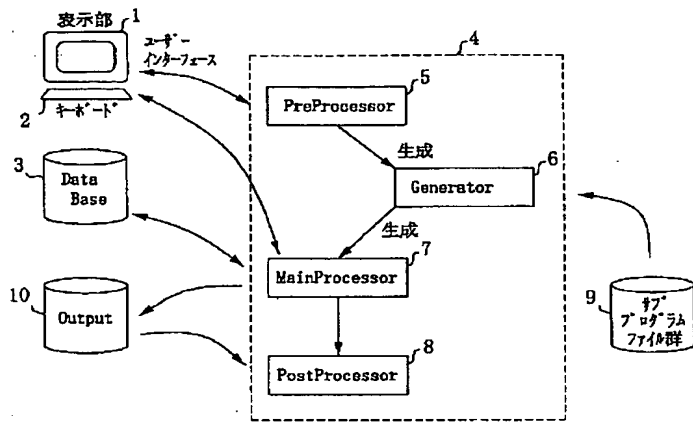 表示部
1
ユーザー
インターフェース
4
5
PreProcessor
2
キーボード
生成
6
3
Data
Base
Generator
生成
7
MainProcessor
10
Output
9
サブ
プログラム
ファイル群
8
PostProcessor